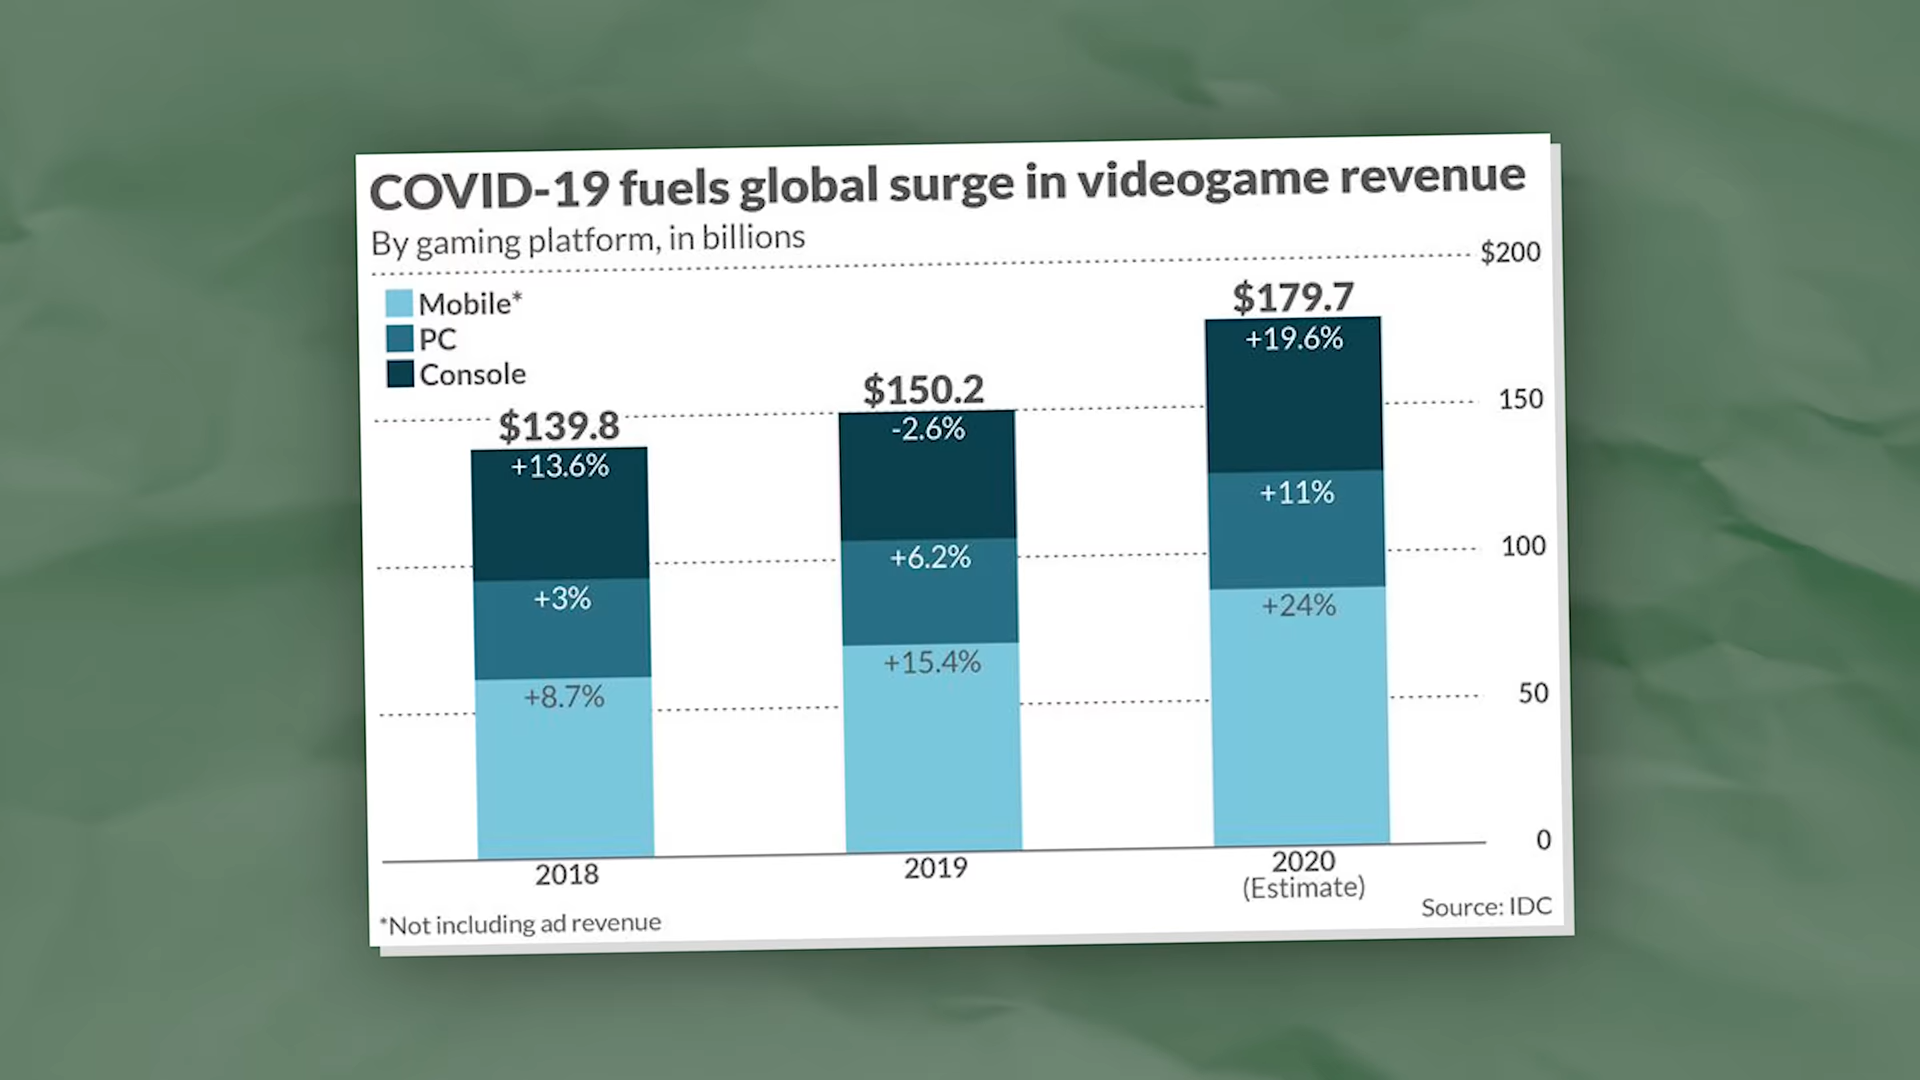 COVID-19 fuels global surge in videogame revenue
By gaming platform, in billions
$200
Mobile*
PC
Console
$179.7
+19.6%
150
$150.2
-2.6%
$139.8
+13.6%
+11%
100
+6.2%
+3%
+24%
+15.4%
+8.7%
50
0
2018
2019
2020
(Estimate)
*Not including ad revenue
Source: IDC